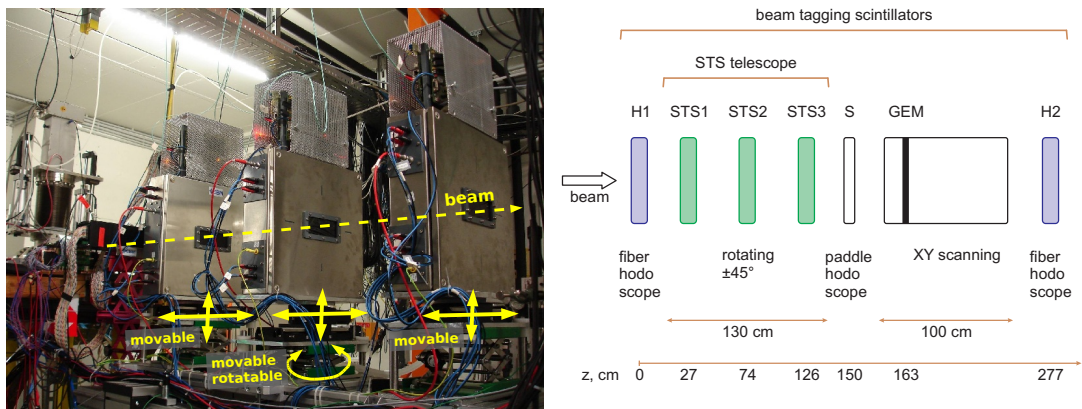 beam
movable
movable
rotatable
movable
beam tagging scintillators
STS telescope
H1 STS1 STS2 STS3 S GEM H2
beam
fiber
hodo
scope
rotating
±45°
paddle
hodo
scope
XY scanning
fiber
hodo
scope
130 cm 100 cm
z, cm 0 27 74 126 150 163 277